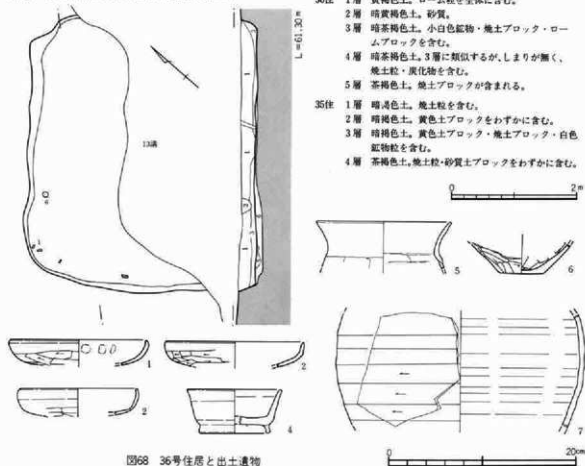 2層 暗黄褐色土。砂質。
3層 暗茶褐色土。小白色鉱物・焼土ブロック・ロー
ムブロックを含む。
4層 暗茶褐色土。3層に類似するが、しまりが無く、
焼土粒・炭化物を含む。
5層 茶褐色土。焼土ブロックが含まれる。
35住 1層 暗褐色土。焼土粒を含む。
2層 暗褐色土。黄色土ブロックをわずかに含む。
3層 暗褐色土。黄色土ブロック・焼土ブロック・白色
鉱物粒を含む。
4層 茶褐色土。焼土粒・砂質土ブロックをわずかに含む。
L=61.30m
13溝
0 2m
1
2
2
4
5
6
7
0 20cm
図68 36号住居と出土遺物